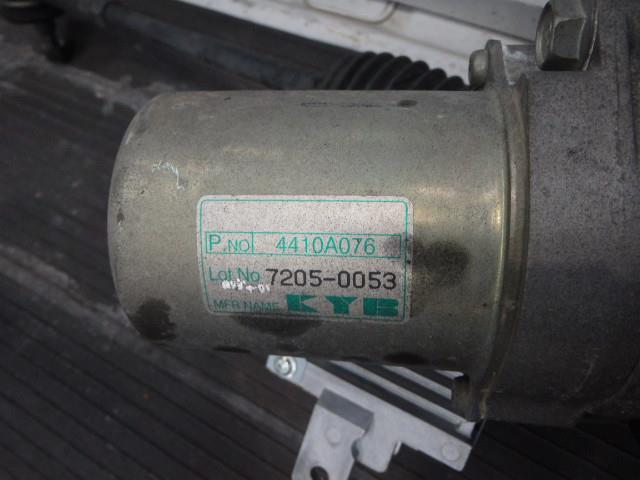 P.NO 4410A076
Lot No 7205-0053
MFR NAME KYB